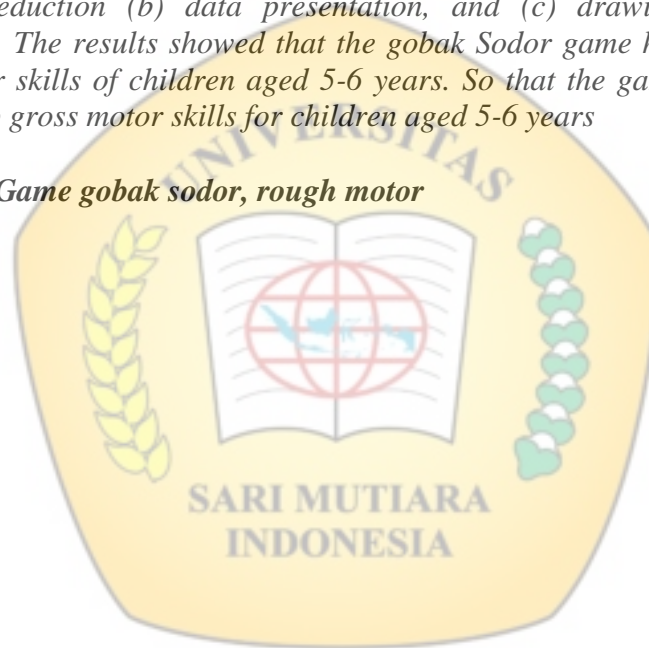 eduction (b) data presentation, and (c) drawi
The results showed that the gobak Sodor game h
r skills of children aged 5-6 years. So that the ga
gross motor skills for children aged 5-6 years
Game gobak sodor, rough motor
UNIVERSITAS
SARI MUTIARA
INDONESIA